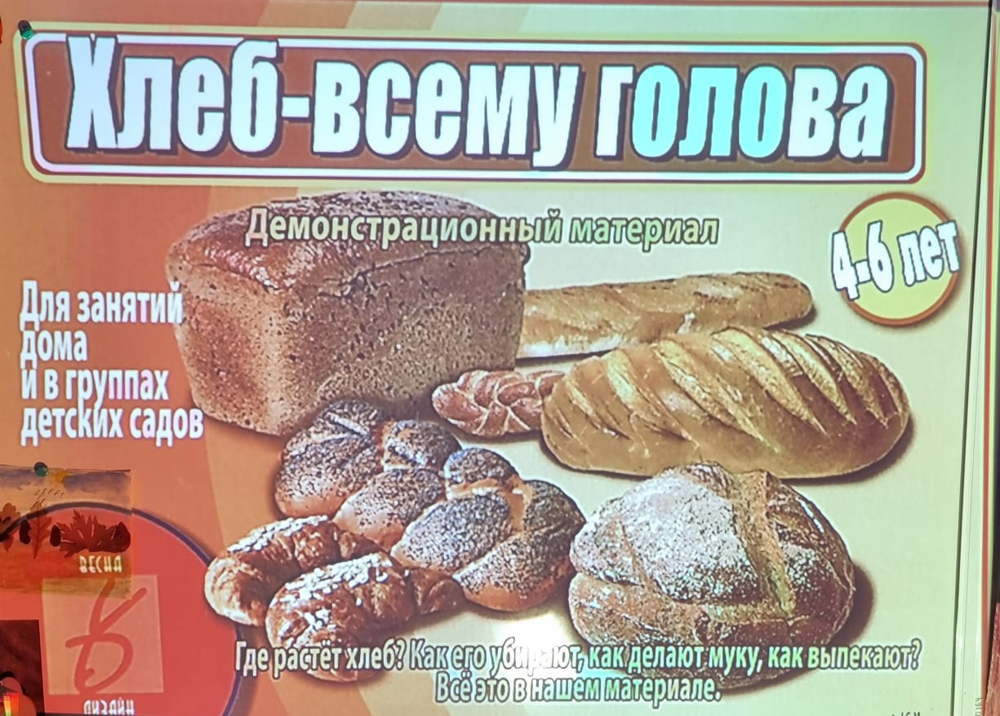 Хлеб-всему голова
Демонстрационный материал
4-6 лет
Для занятий
дома
и в группах
детских садов
ВЕСНА
ДИЗАЙН
Где растёт хлеб? Как его убирают, как делают муку, как выпекают?
Всё это в нашем материале.